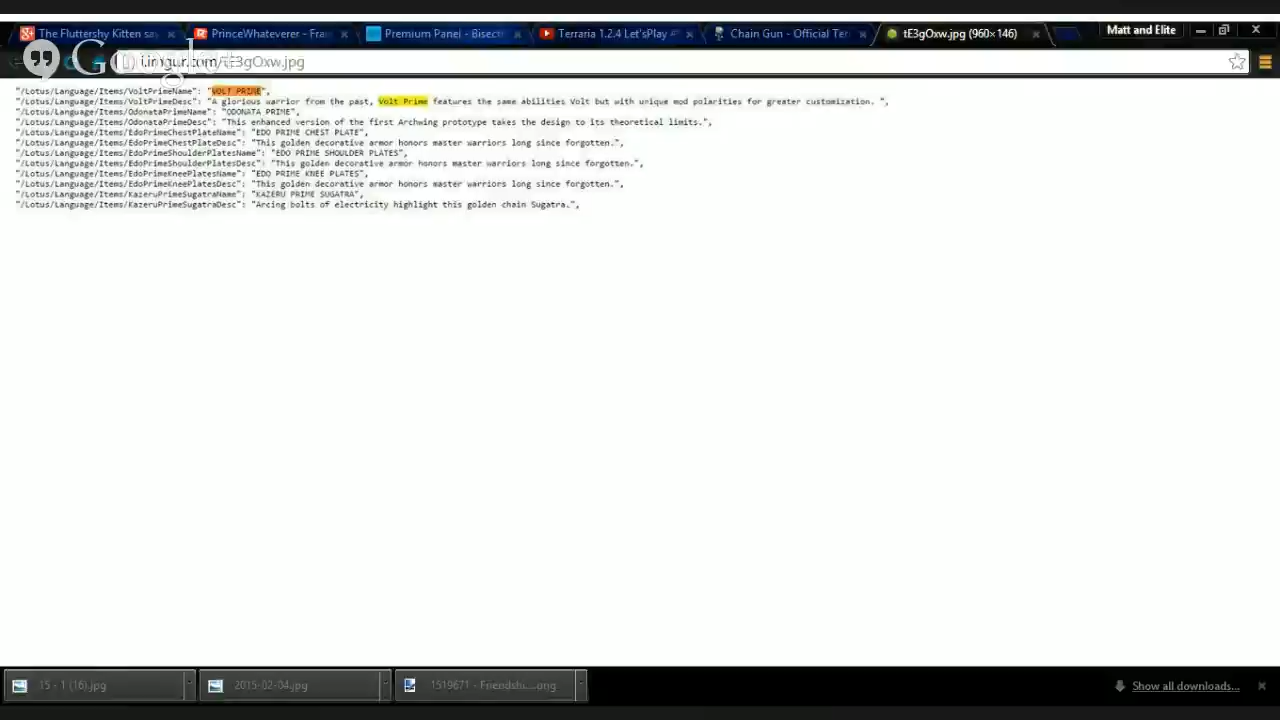 The Fluttershy Kitten say
PrinceWhateverer - Fra
Premium Panel - Bisect
Terraria 1.2.4 Let'sPlay
Chain Gun - Official Ter
tE3gOxw.jpg (960×146)
Matt and Elite
i.imgur.com/tE3gOxw.jpg
"/Lotus/Language/Items/VoltPrimeName": "VOLT PRIME",
"/Lotus/Language/Items/VoltPrimeDesc": "A glorious warrior from the past, Volt Prime features the same abilities Volt but with unique mod polarities for greater customization. ",
"/Lotus/Language/Items/OdonataPrimeName": "ODONATA PRIME",
"/Lotus/Language/Items/OdonataPrimeDesc": "This enhanced version of the first Archwing prototype takes the design to its theoretical limits.",
"/Lotus/Language/Items/EdoPrimeChestPlateName": "EDO PRIME CHEST PLATE",
"/Lotus/Language/Items/EdoPrimeChestPlateDesc": "This golden decorative armor honors master warriors long since forgotten.",
"/Lotus/Language/Items/EdoPrimeShoulderPlatesName": "EDO PRIME SHOULDER PLATES",
"/Lotus/Language/Items/EdoPrimeShoulderPlatesDesc": "This golden decorative armor honors master warriors long since forgotten.",
"/Lotus/Language/Items/EdoPrimeKneePlatesName": "EDO PRIME KNEE PLATES",
"/Lotus/Language/Items/EdoPrimeKneePlatesDesc": "This golden decorative armor honors master warriors long since forgotten.",
"/Lotus/Language/Items/KazeruPrimeSugatraName": "KAZERU PRIME SUGATRA",
"/Lotus/Language/Items/KazeruPrimeSugatraDesc": "Arcing bolts of electricity highlight this golden chain Sugatra.",
15 - 1 (16).jpg
2015-02-04.jpg
1519671 - Friendshi....png
Show all downloads...